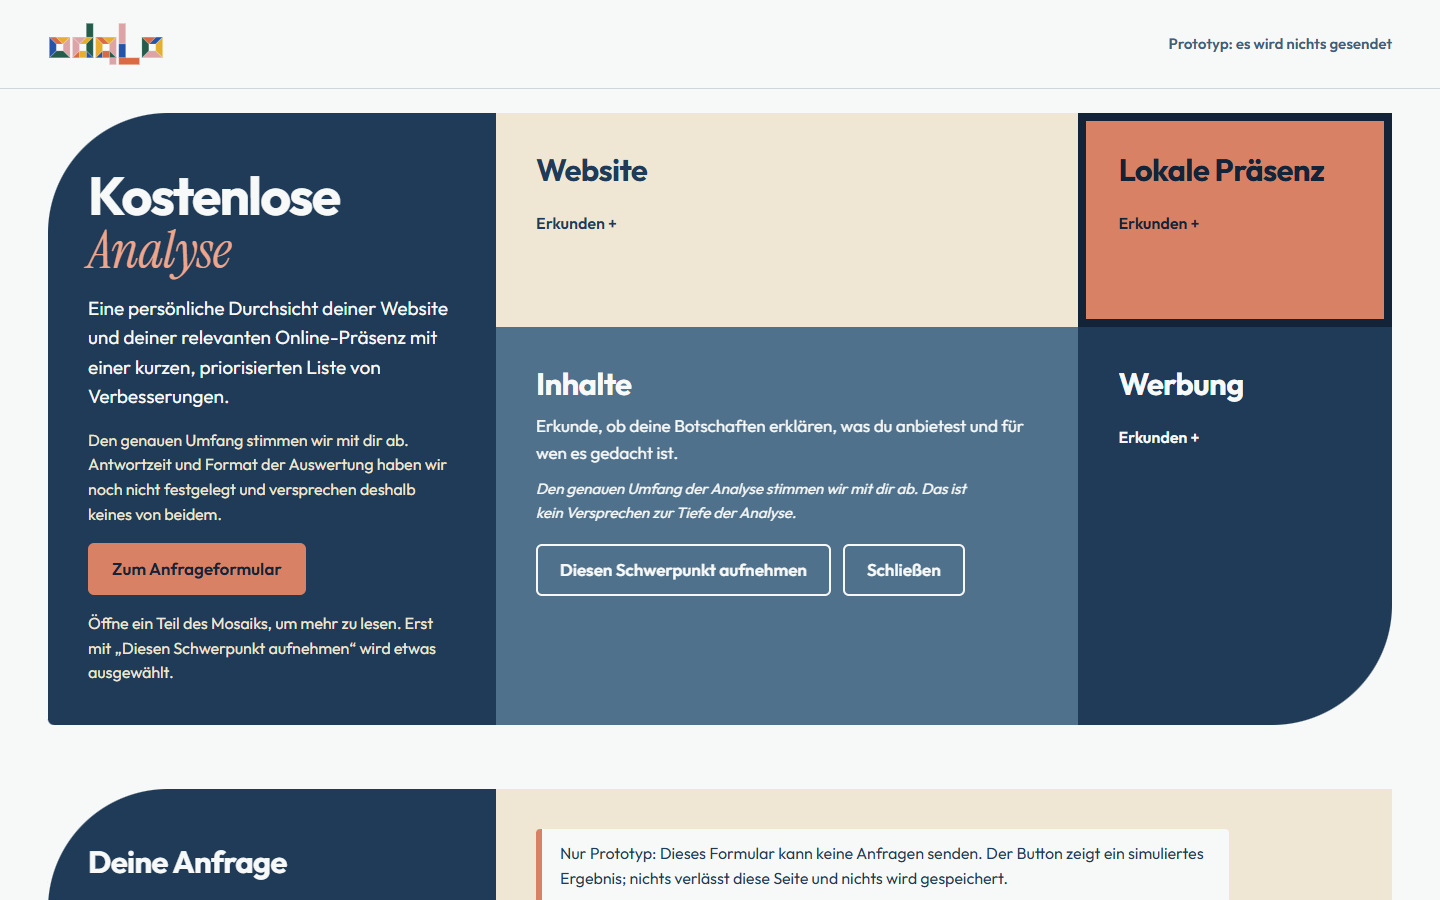 odaLo
Prototyp: es wird nichts gesendet
Kostenlose
Analyse
Eine persönliche Durchsicht deiner Website
und deiner relevanten Online-Präsenz mit
einer kurzen, priorisierten Liste von
Verbesserungen.
Den genauen Umfang stimmen wir mit dir ab.
Antwortzeit und Format der Auswertung haben wir
noch nicht festgelegt und versprechen deshalb
keines von beidem.
Zum Anfrageformular
Öffne ein Teil des Mosaiks, um mehr zu lesen. Erst
mit „Diesen Schwerpunkt aufnehmen“ wird etwas
ausgewählt.
Website
Erkunden +
Lokale Präsenz
Erkunden +
Inhalte
Erkunde, ob deine Botschaften erklären, was du anbietest und für
wen es gedacht ist.
Den genauen Umfang der Analyse stimmen wir mit dir ab. Das ist
kein Versprechen zur Tiefe der Analyse.
Diesen Schwerpunkt aufnehmen
Schließen
Werbung
Erkunden +
Deine Anfrage
Nur Prototyp: Dieses Formular kann keine Anfragen senden. Der Button zeigt ein simuliertes
Ergebnis; nichts verlässt diese Seite und nichts wird gespeichert.